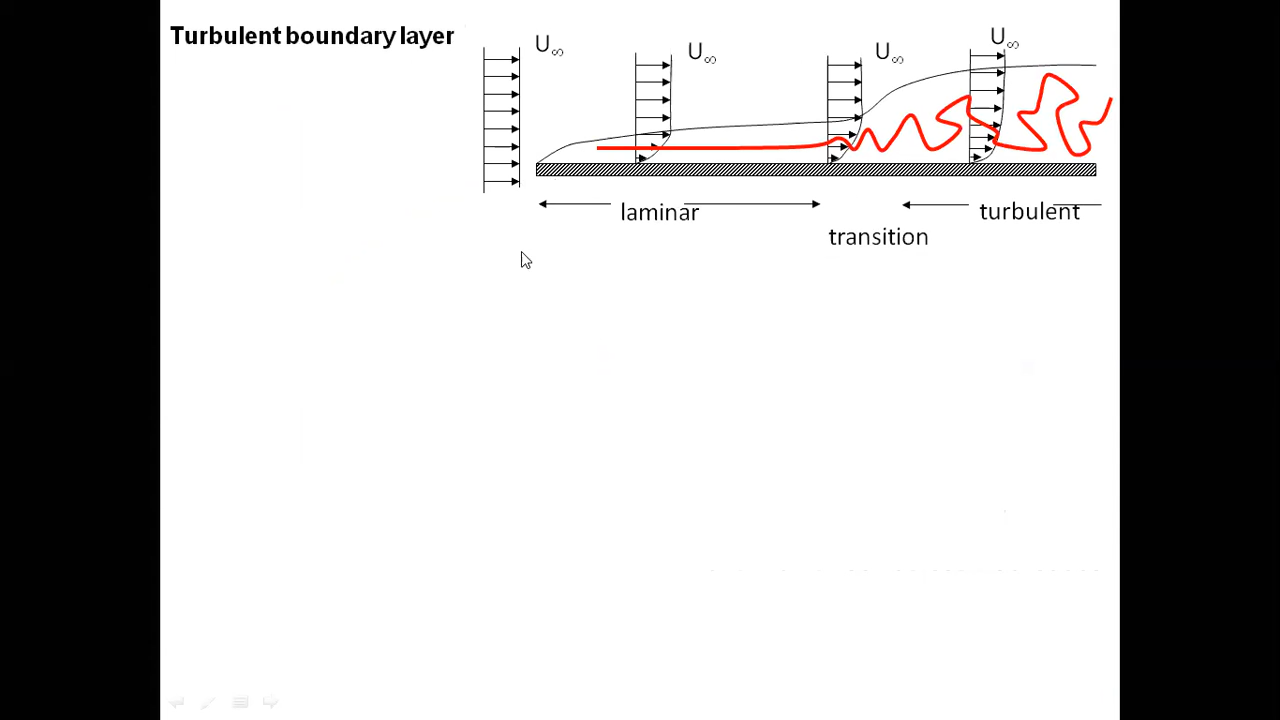 Turbulent boundary layer
U∞
U∞
U∞
U∞
laminar
turbulent
transition